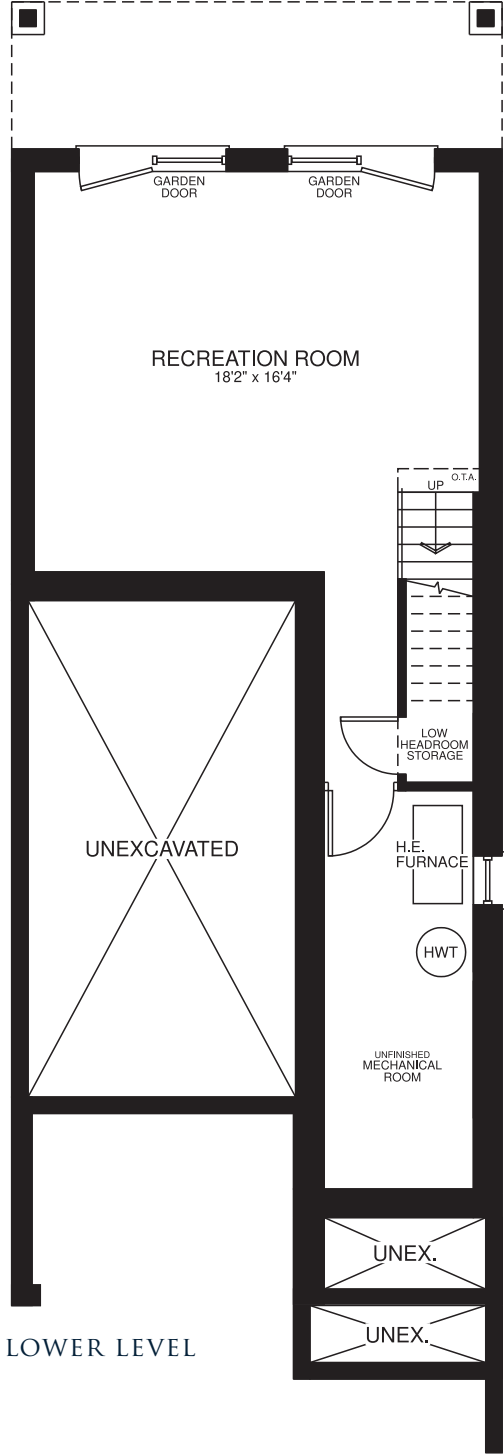 GARDEN
DOOR
GARDEN
DOOR
RECREATION ROOM
18'2" x 16'4"
O.T.A.
UP
LOW
HEADROOM
STORAGE
UNEXCAVATED
H.E.
FURNACE
HWT
UNFINISHED
MECHANICAL
ROOM
UNEX.
UNEX.
LOWER LEVEL